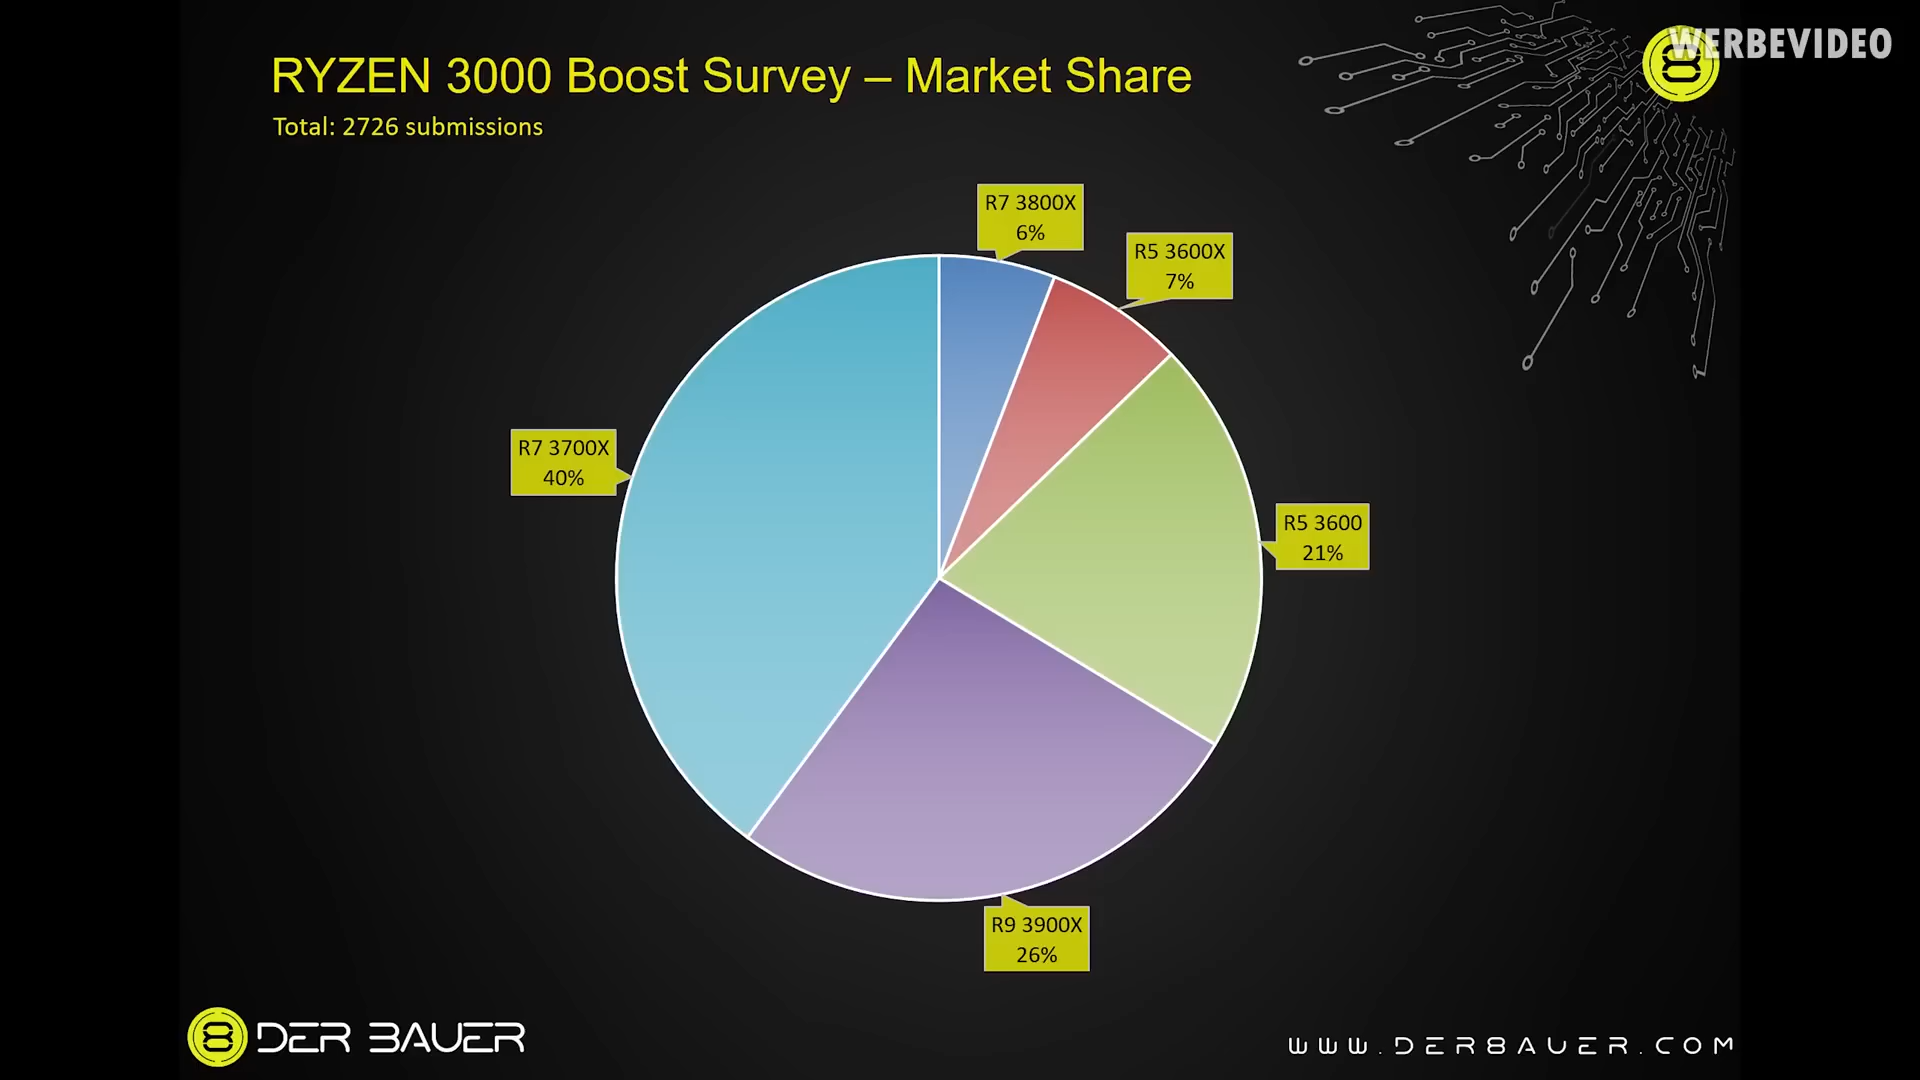 WERBEVIDEO
RYZEN 3000 Boost Survey – Market Share
Total: 2726 submissions
R7 3800X
6%
R5 3600X
7%
R7 3700X
40%
R5 3600
21%
R9 3900X
26%
DER 8AUER
WWW.DER8AUER.COM